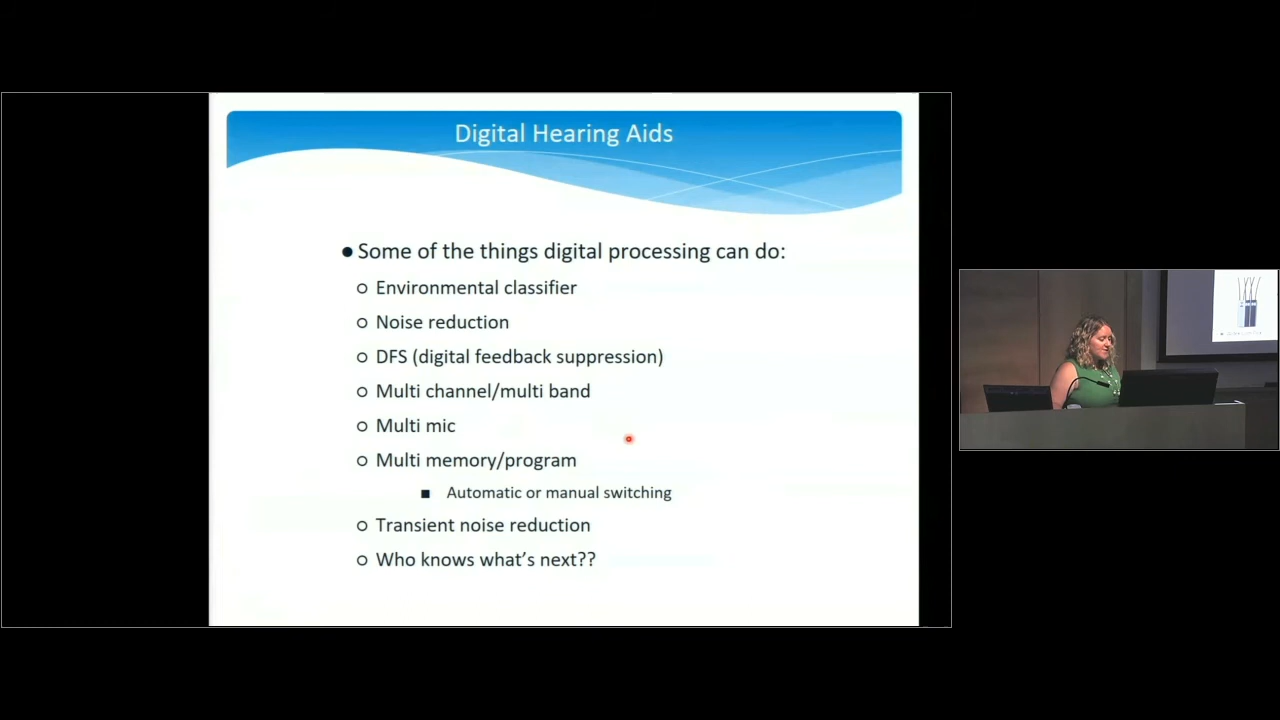 Digital Hearing Aids
● Some of the things digital processing can do:
○ Environmental classifier
○ Noise reduction
○ DFS (digital feedback suppression)
○ Multi channel/multi band
○ Multi mic
○ Multi memory/program
■ Automatic or manual switching
○ Transient noise reduction
○ Who knows what's next??